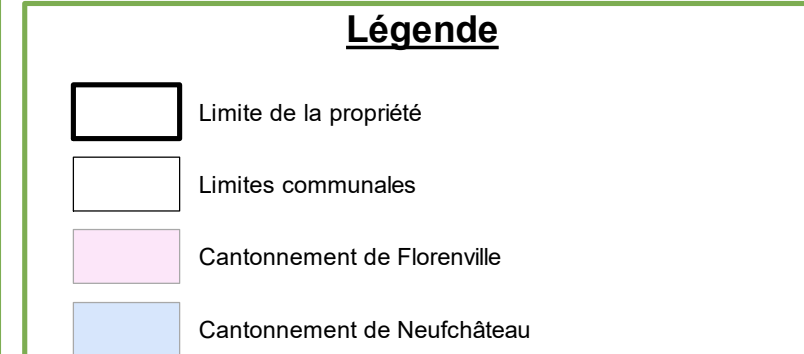 Légende
Limite de la propriété
Limites communales
Cantonnement de Florenville
Cantonnement de Neufchâteau